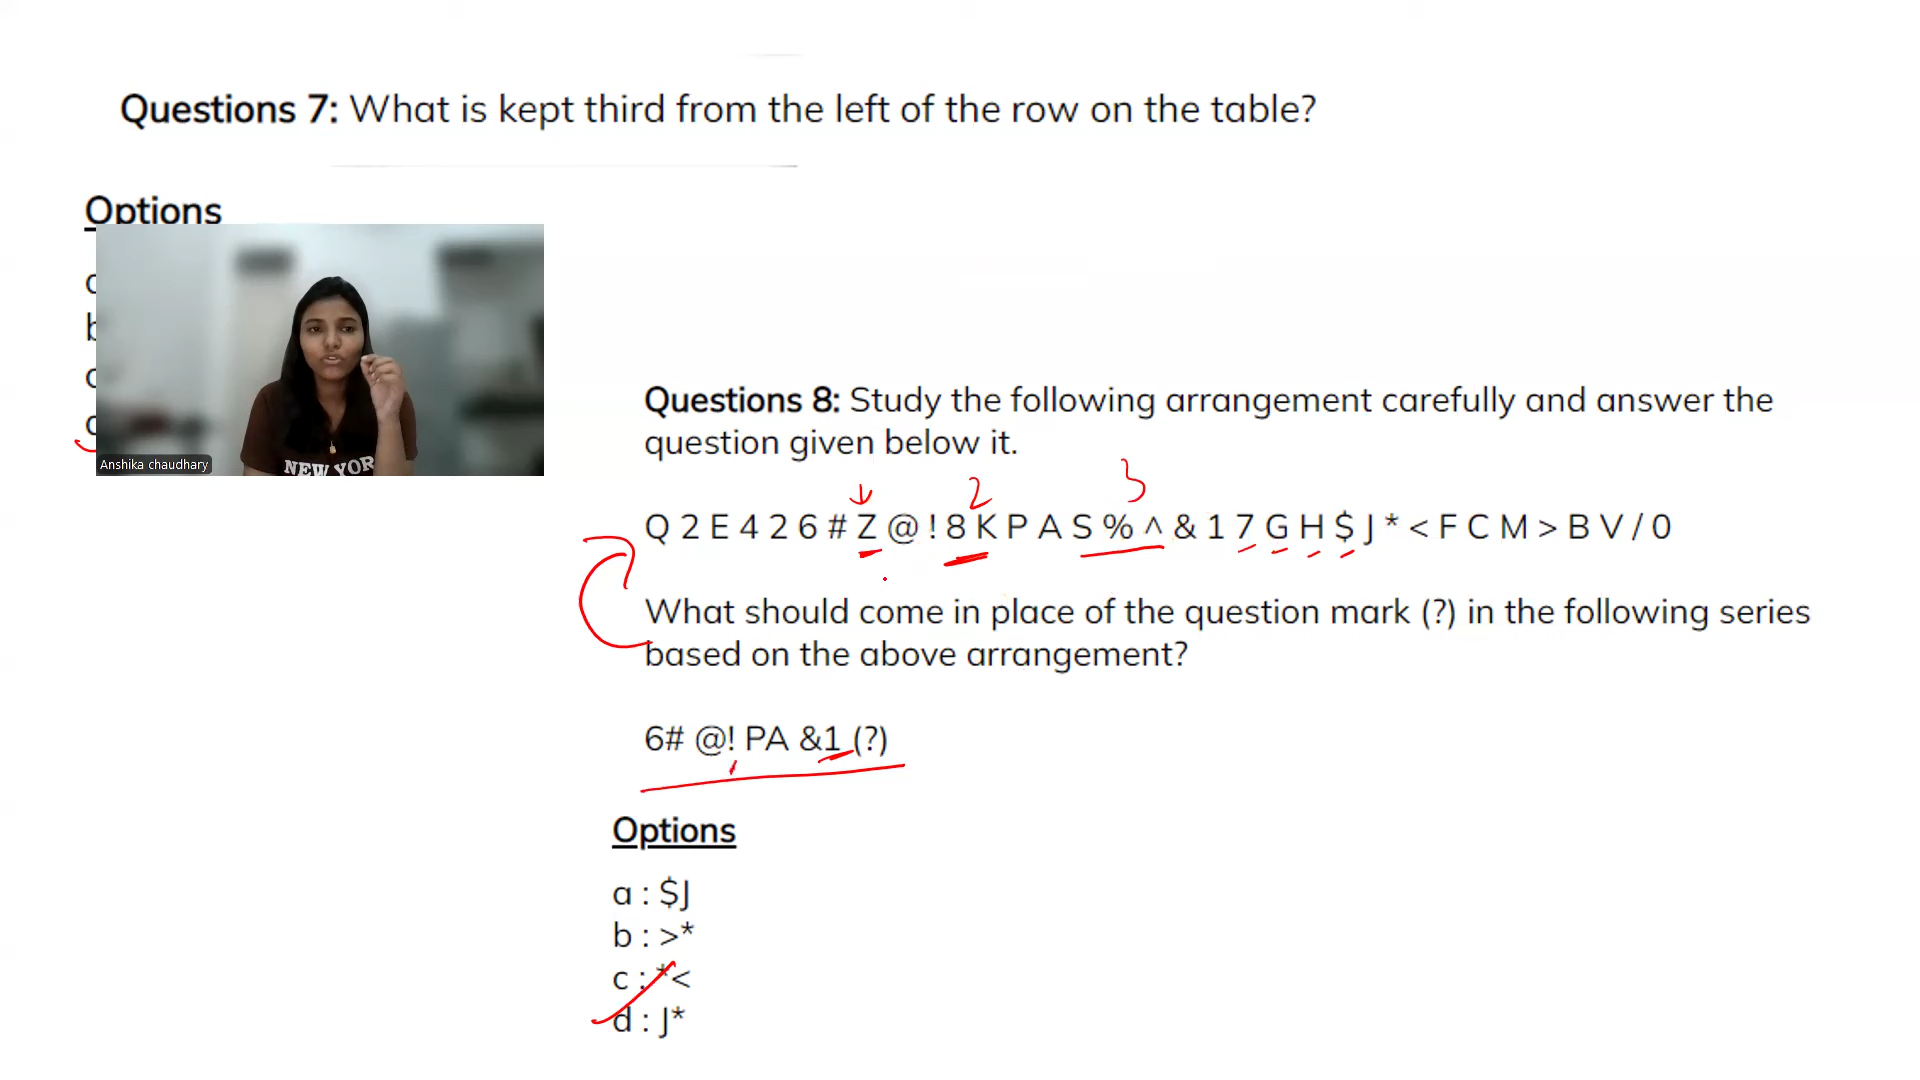 Questions 7: What is kept third from the left of the row on the table?
Options
Anshika chaudhary
NEW YOR
Questions 8: Study the following arrangement carefully and answer the
question given below it.
2 3
Q 2 E 4 2 6 # Z @ ! 8 K P A S % ^ & 1 7 G H $ J * < F C M > B V / 0
What should come in place of the question mark (?) in the following series
based on the above arrangement?
6# @! PA &1 (?)
Options
a : $J
b : >*
c : *<
d : J*